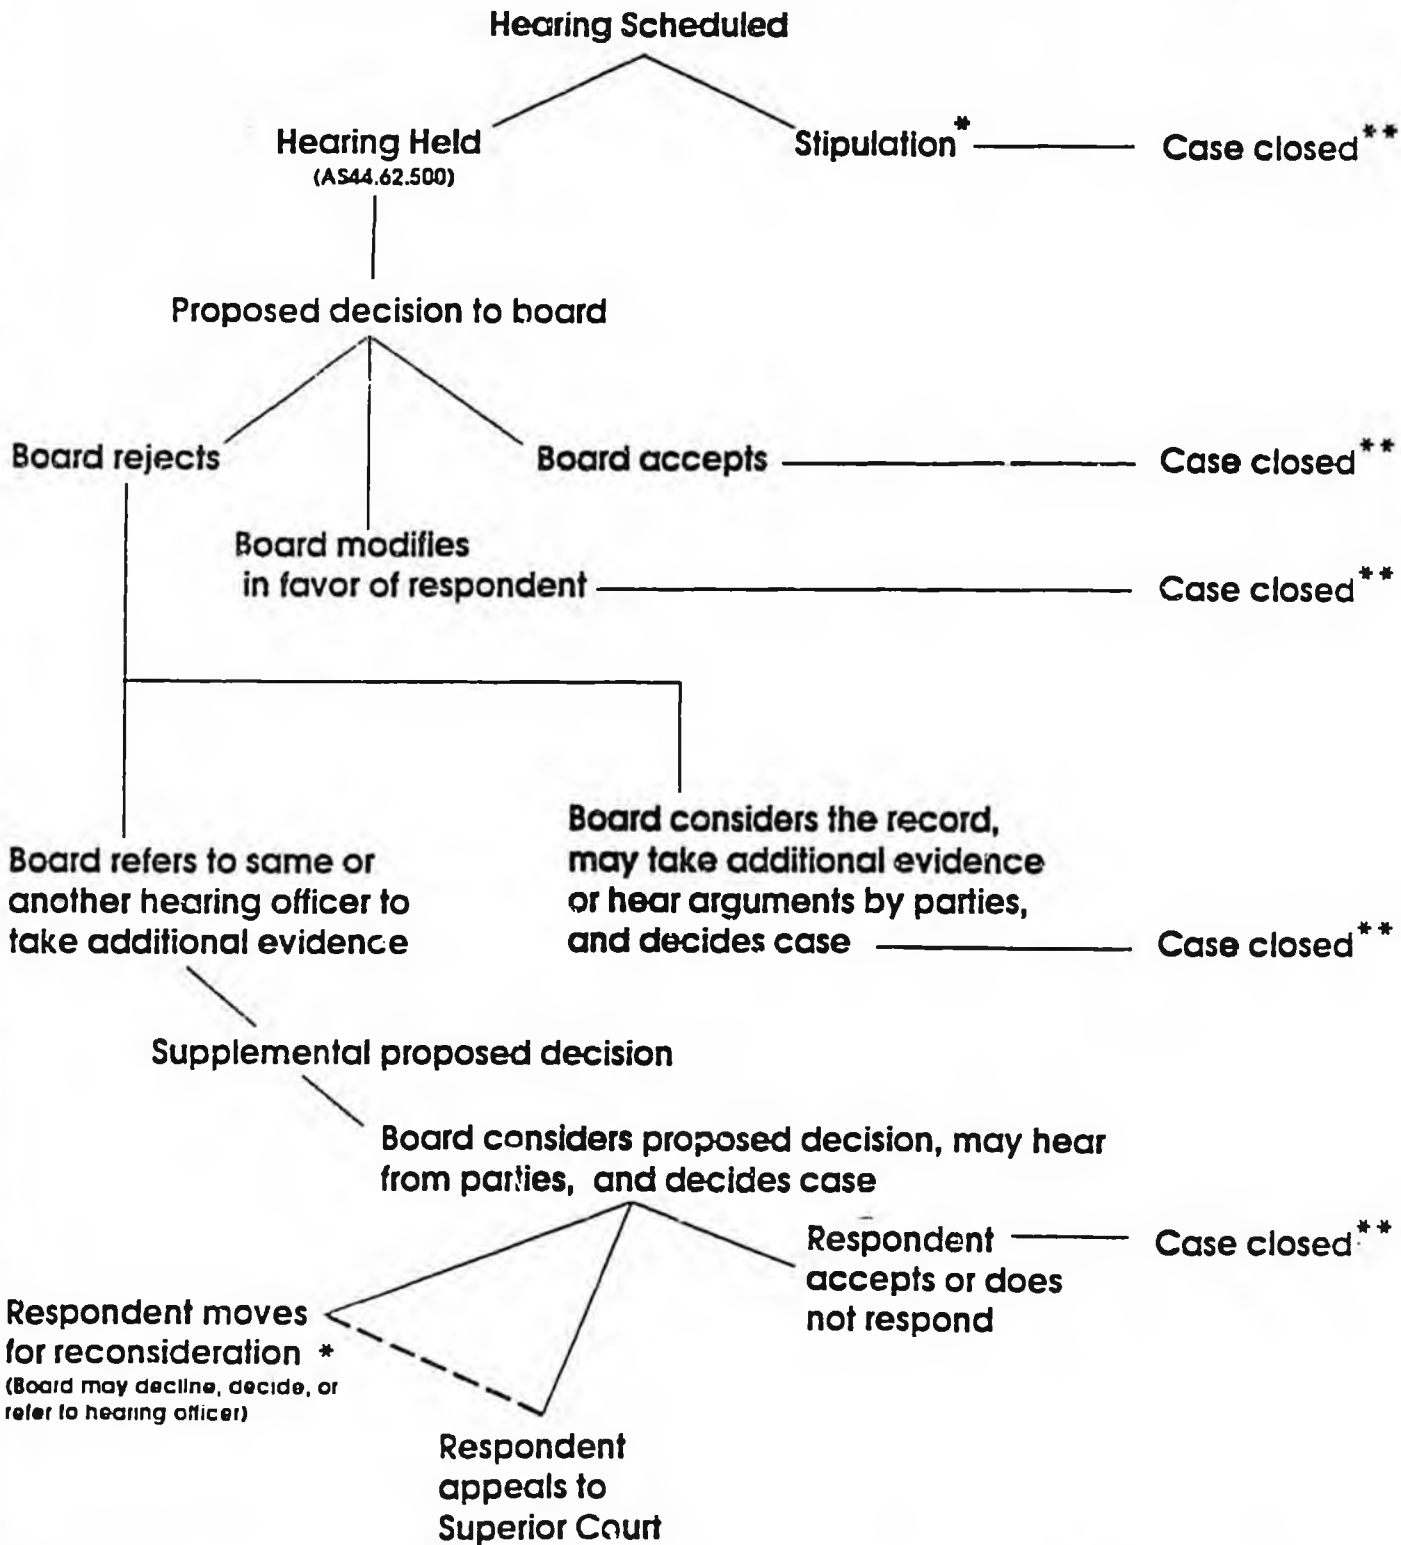 Hearing Scheduled
Hearing Held
(AS44.62.500)
Stipulation*
Case closed**
Proposed decision to board
Board rejects
Board accepts
Case closed**
Board modifies
in favor of respondent
Case closed**
Board considers the record,
may take additional evidence
or hear arguments by parties,
and decides case
Case closed**
Board refers to same or
another hearing officer to
take additional evidence
Supplemental proposed decision
Board considers proposed decision, may hear
from parties, and decides case
Respondent
accepts or does
not respond
Case closed**
Respondent moves
for reconsideration *
(Board may decline, decide, or
refer to hearing officer)
Respondent
appeals to
Superior Court